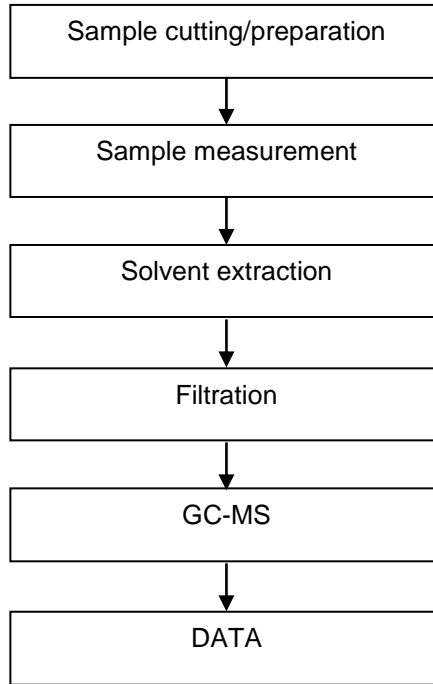 Sample cutting/preparation
Sample measurement
Solvent extraction
Filtration
GC-MS
DATA